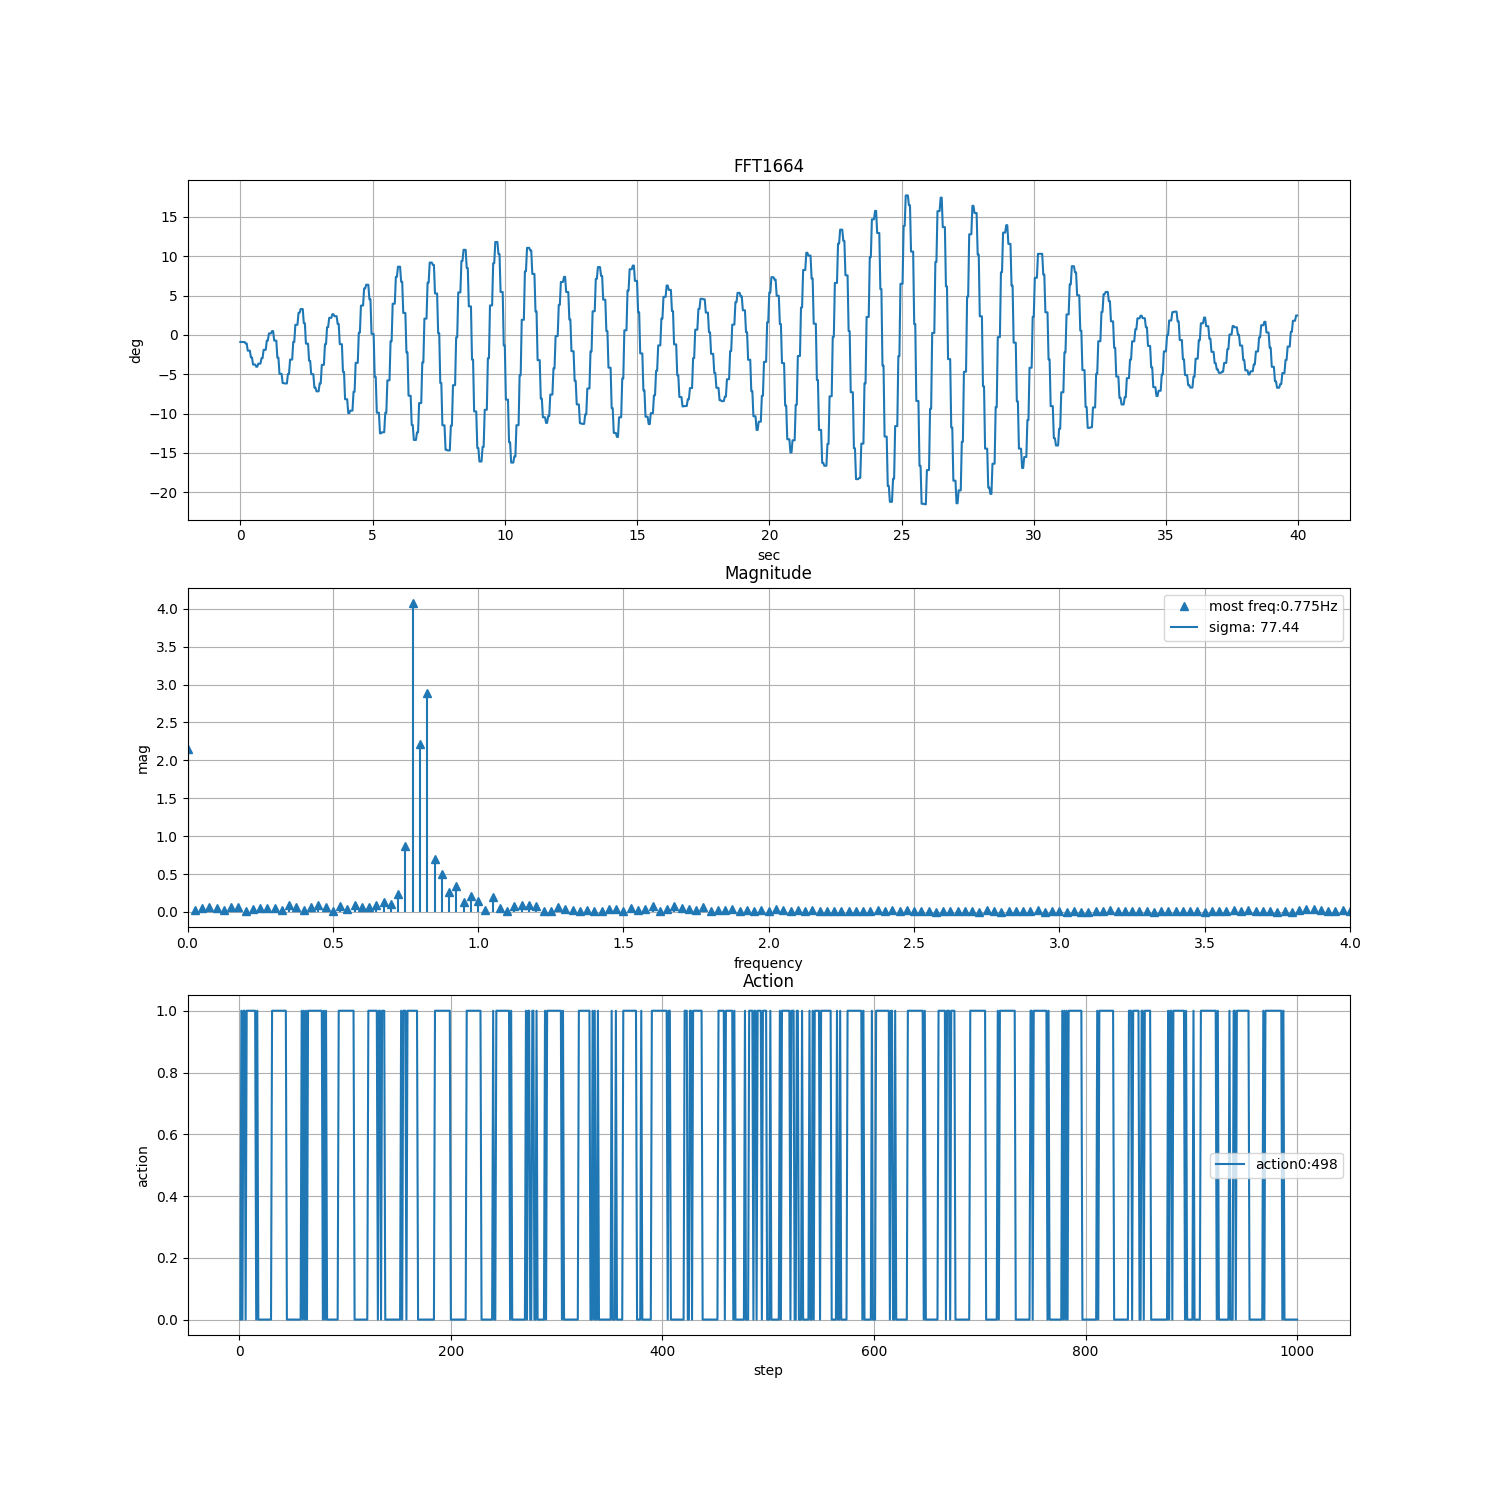 FFT1664
15
10
5
0
−5
−10
−15
−20
deg
0 5 10 15 20 25 30 35 40
sec
Magnitude
4.0
3.5
3.0
2.5
2.0
1.5
1.0
0.5
0.0
mag
most freq:0.775Hz
sigma: 77.44
0.0 0.5 1.0 1.5 2.0 2.5 3.0 3.5 4.0
frequency
Action
1.0
0.8
0.6
0.4
0.2
0.0
action
action0:498
0 200 400 600 800 1000
step